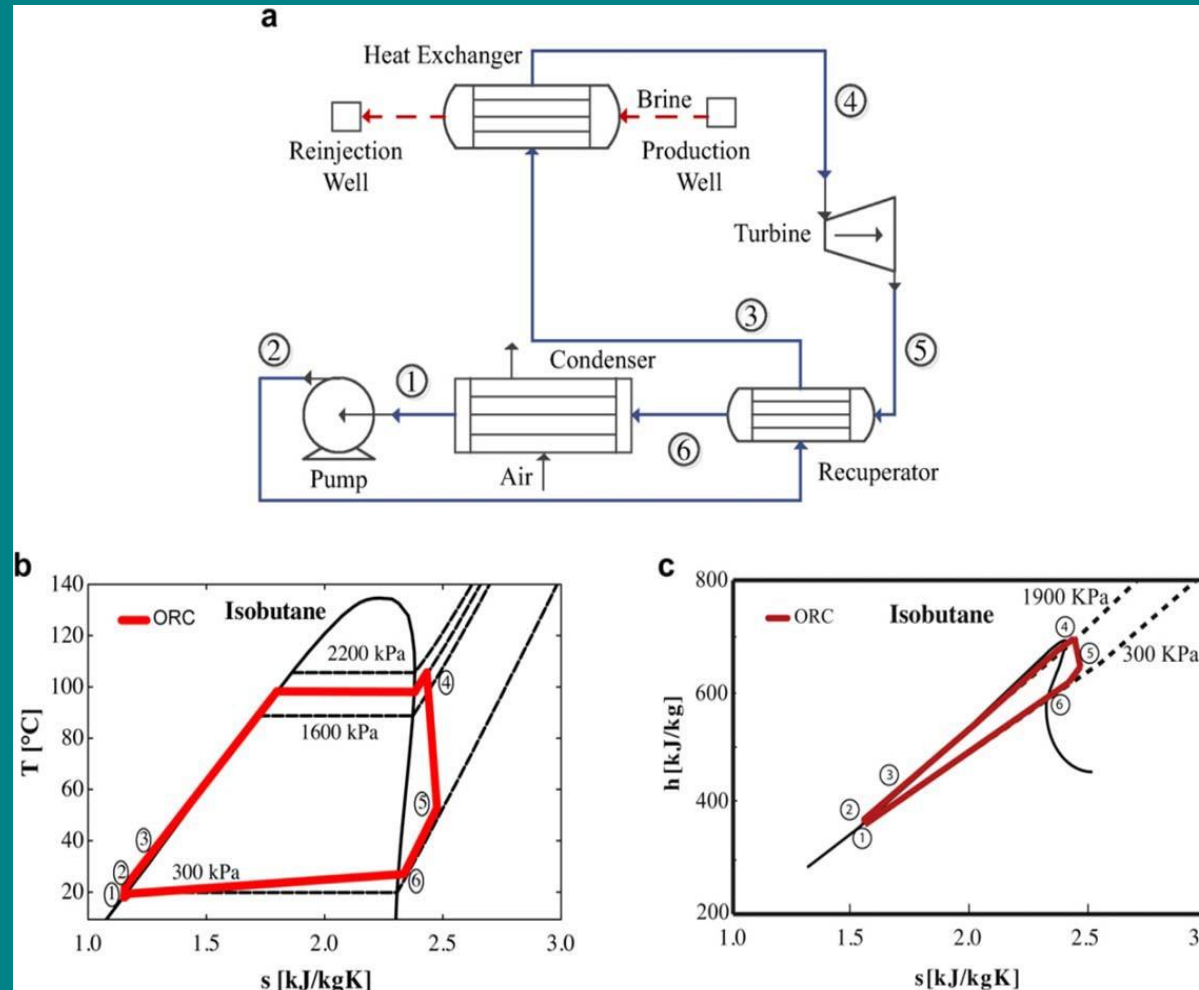 a
Heat Exchanger
④
Brine
Reinjection
Well
Production
Well
Turbine
③
②
⑤
Condenser
①
⑥
Pump
Air
Recuperator
b
140
Isobutane
ORC
120
2200 kPa
100
④
T [°C]
80
1600 kPa
60
⑤
40
③
②
300 kPa
20
①
⑥
1.0
1.5
2.0
2.5
3.0
s [kJ/kgK]
c
800
1900 KPa
ORC
Isobutane
④
⑤
300 KPa
600
⑥
h[kJ/kg]
③
400
②
①
200
1.0
1.5
2.0
2.5
3
s[kJ/kgK]